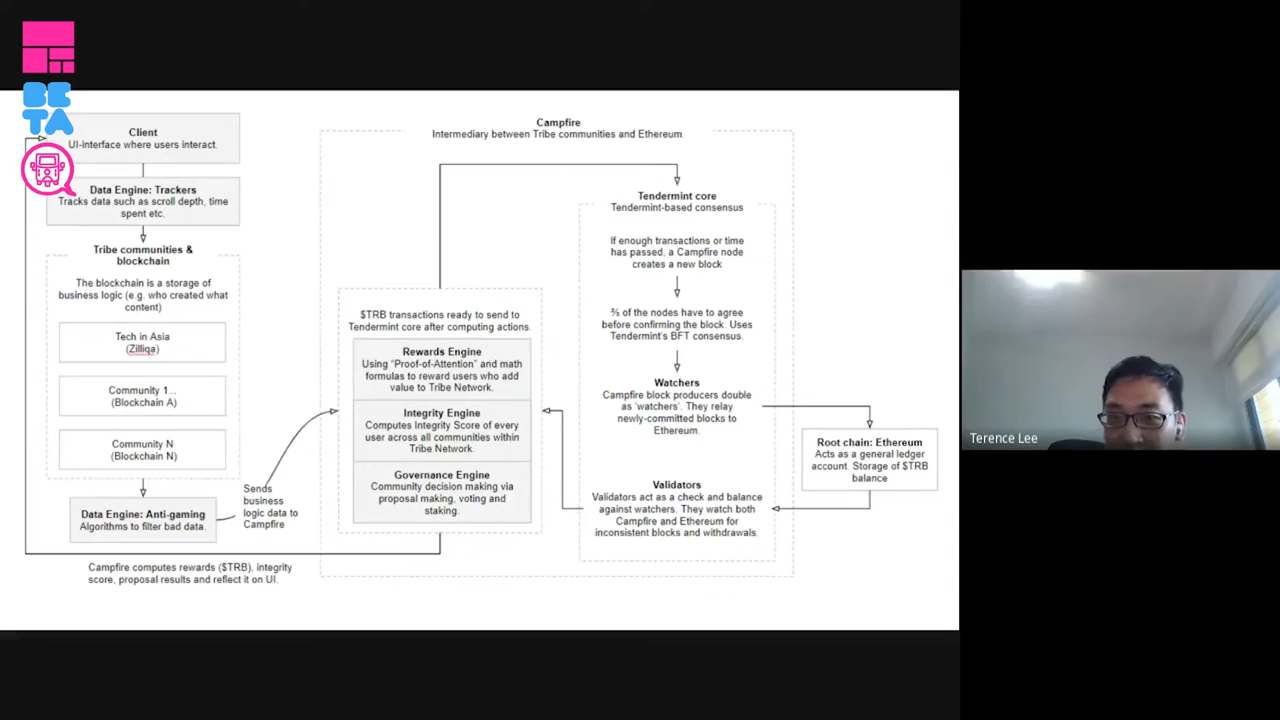 BE
TA
Client
UI-interface where users interact.
Data Engine: Trackers
Tracks data such as scroll depth, time
spent etc.
Tribe communities &
blockchain
The blockchain is a storage of
business logic (e.g. who created what
content)
Tech in Asia
(Zilliqa)
Community 1...
(Blockchain A)
Community N
(Blockchain N)
Data Engine: Anti-gaming
Algorithms to filter bad data.
Sends
business
logic data to
Campfire
Campfire computes rewards ($TRB), integrity
score, proposal results and reflect it on UI.
Campfire
Intermediary between Tribe communities and Ethereum.
$TRB transactions ready to send to
Tendermint core after computing actions.
Rewards Engine
Using “Proof-of-Attention” and math
formulas to reward users who add
value to Tribe Network.
Integrity Engine
Computes Integrity Score of every
user across all communities within
Tribe Network.
Governance Engine
Community decision making via
proposal making, voting and
staking.
Tendermint core
Tendermint-based consensus
If enough transactions or time
has passed, a Campfire node
creates a new block
⅔ of the nodes have to agree
before confirming the block. Uses
Tendermint's BFT consensus.
Watchers
Campfire block producers double
as 'watchers'. They relay
newly-committed blocks to
Ethereum.
Validators
Validators act as a check and balance
against watchers. They watch both
Campfire and Ethereum for
inconsistent blocks and withdrawals.
Root chain: Ethereum
Acts as a general ledger
account. Storage of $TRB
balance
Terence Lee